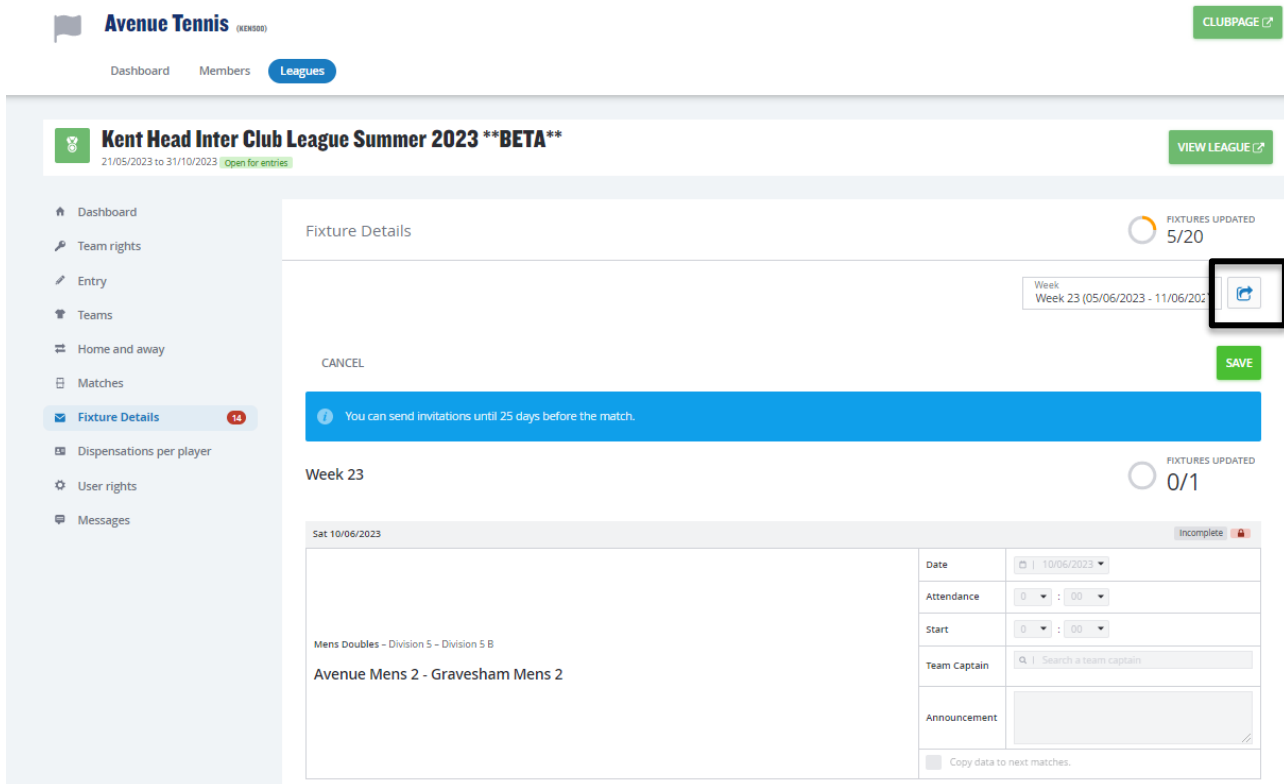 Avenue Tennis (KEN500)
CLUBPAGE
Dashboard Members Leagues
Kent Head Inter Club League Summer 2023 **BETA**
21/05/2023 to 31/10/2023 Open for entries
VIEW LEAGUE
Dashboard
Team rights
Entry
Teams
Home and away
Matches
Fixture Details 14
Dispensations per player
User rights
Messages
Fixture Details
FIXTURES UPDATED
5/20
Week
Week 23 (05/06/2023 - 11/06/202
CANCEL
SAVE
You can send invitations until 25 days before the match.
Week 23
FIXTURES UPDATED
0/1
Sat 10/06/2023
Incomplete
Mens Doubles – Division 5 – Division 5 B
Avenue Mens 2 - Gravesham Mens 2
Date 10/06/2023
Attendance 0 : 00
Start 0 : 00
Team Captain Search a team captain
Announcement
Copy data to next matches.